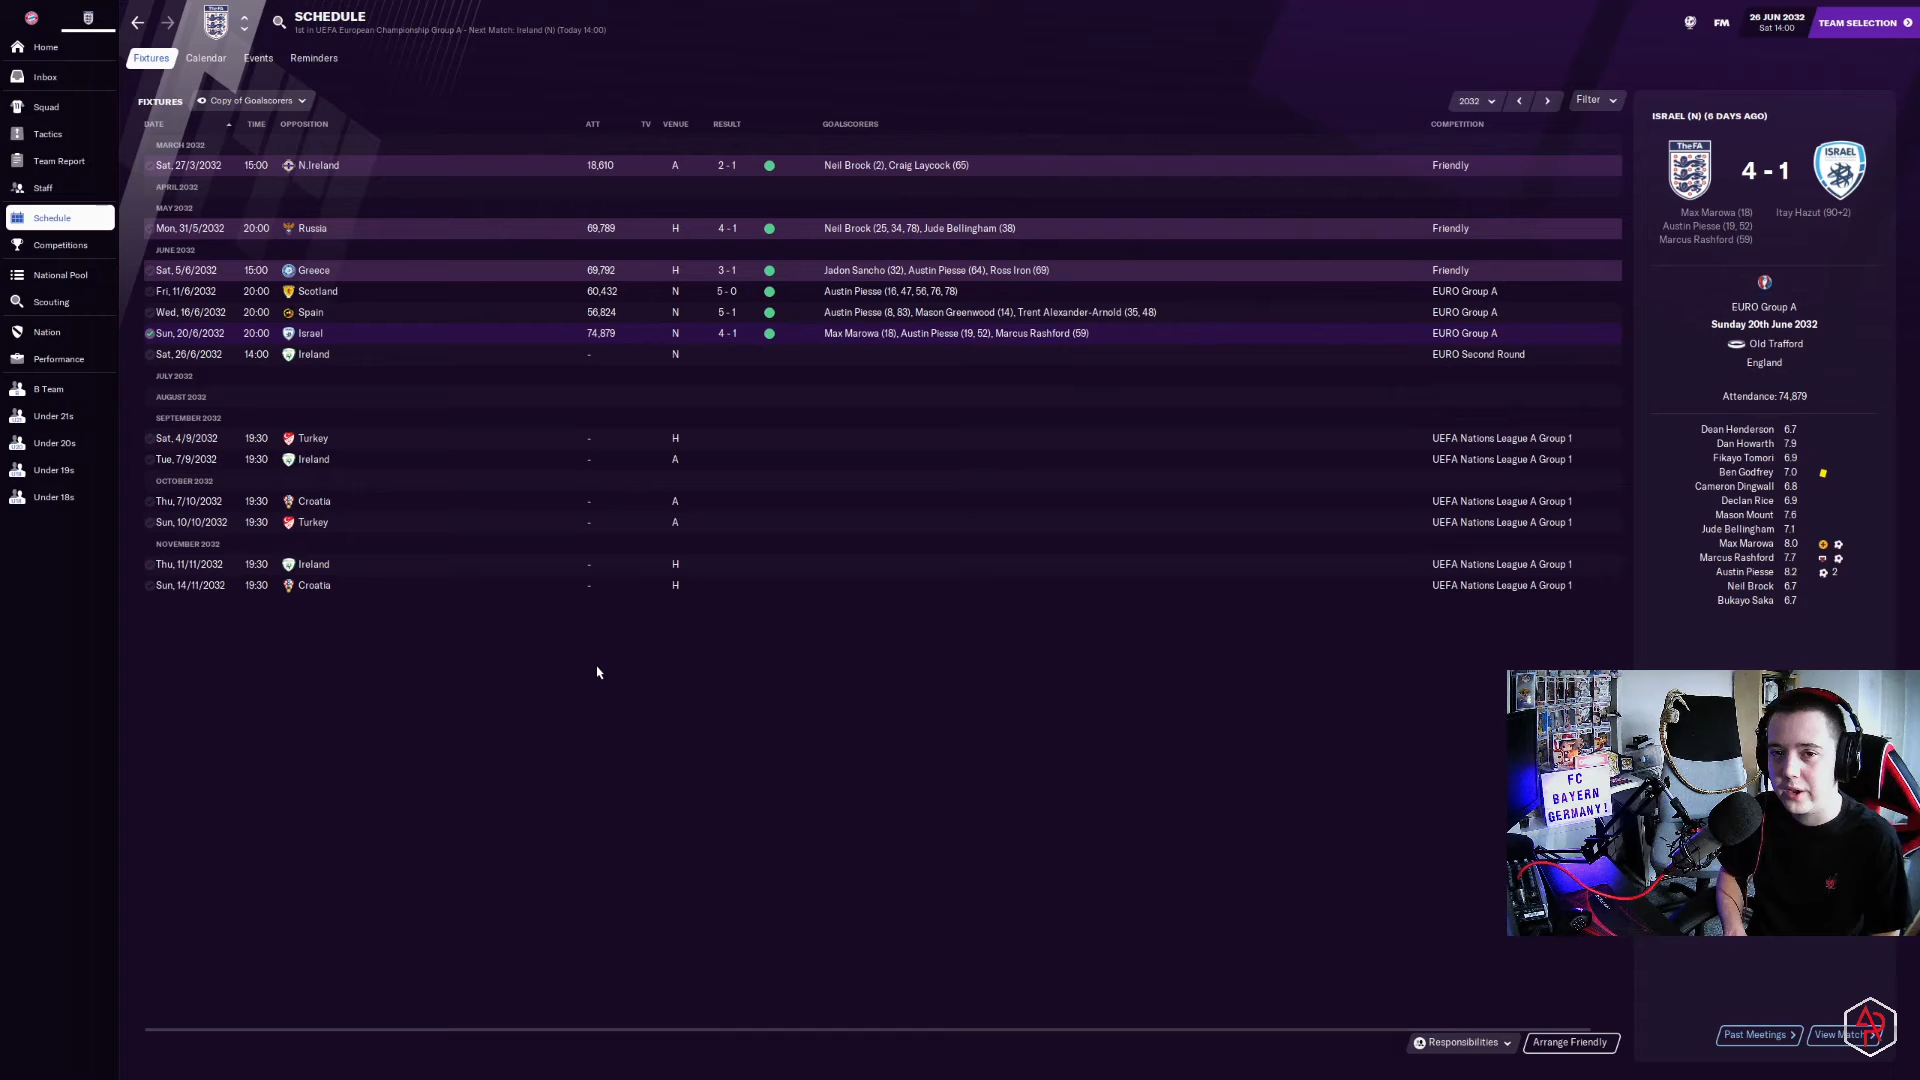 SCHEDULE
1st in UEFA European Championship Group A - Next Match: Ireland (N) (Today 14:00)
FM
26 JUN 2032
Sat 14:00
TEAM SELECTION
Home
Inbox
Squad
Tactics
Team Report
Staff
Schedule
Competitions
National Pool
Scouting
Nation
Performance
B Team
Under 21s
Under 20s
Under 19s
Under 18s
Fixtures Calendar Events Reminders
FIXTURES Copy of Goalscorers 2032 Filter
DATE TIME OPPOSITION ATT TV VENUE RESULT GOALSCORERS COMPETITION
MARCH 2032
Sat, 27/3/2032 15:00 N.Ireland 18,610 A 2 - 1 Neil Brock (2), Craig Laycock (65) Friendly
APRIL 2032
MAY 2032
Mon, 31/5/2032 20:00 Russia 69,789 H 4 - 1 Neil Brock (25, 34, 78), Jude Bellingham (38) Friendly
JUNE 2032
Sat, 5/6/2032 15:00 Greece 69,792 H 3 - 1 Jadon Sancho (32), Austin Piesse (64), Ross Iron (69) Friendly
Fri, 11/6/2032 20:00 Scotland 60,432 N 5 - 0 Austin Piesse (16, 47, 56, 76, 78) EURO Group A
Wed, 16/6/2032 20:00 Spain 56,824 N 5 - 1 Austin Piesse (8, 83), Mason Greenwood (14), Trent Alexander-Arnold (35, 48) EURO Group A
Sun, 20/6/2032 20:00 Israel 74,879 N 4 - 1 Max Marowa (18), Austin Piesse (19, 52), Marcus Rashford (59) EURO Group A
Sat, 26/6/2032 14:00 Ireland - N EURO Second Round
JULY 2032
AUGUST 2032
SEPTEMBER 2032
Sat, 4/9/2032 19:30 Turkey - H UEFA Nations League A Group 1
Tue, 7/9/2032 19:30 Ireland - A UEFA Nations League A Group 1
OCTOBER 2032
Thu, 7/10/2032 19:30 Croatia - A UEFA Nations League A Group 1
Sun, 10/10/2032 19:30 Turkey - A UEFA Nations League A Group 1
NOVEMBER 2032
Thu, 11/11/2032 19:30 Ireland - H UEFA Nations League A Group 1
Sun, 14/11/2032 19:30 Croatia - H UEFA Nations League A Group 1
ISRAEL (N) (6 DAYS AGO)
The FA 4 - 1 ISRAEL
Max Marowa (18) Itay Hazut (90+2)
Austin Piesse (19, 52)
Marcus Rashford (59)
EURO Group A
Sunday 20th June 2032
Old Trafford
England
Attendance: 74,879
Dean Henderson 6.7
Dan Howarth 7.9
Fikayo Tomori 6.9
Ben Godfrey 7.0
Cameron Dingwall 6.8
Declan Rice 6.9
Mason Mount 7.6
Jude Bellingham 7.1
Max Marowa 8.0
Marcus Rashford 7.7
Austin Piesse 8.2 2
Neil Brock 6.7
Bukayo Saka 6.7
FC
BAYERN
GERMANY!
Responsibilities Arrange Friendly
Past Meetings View Match